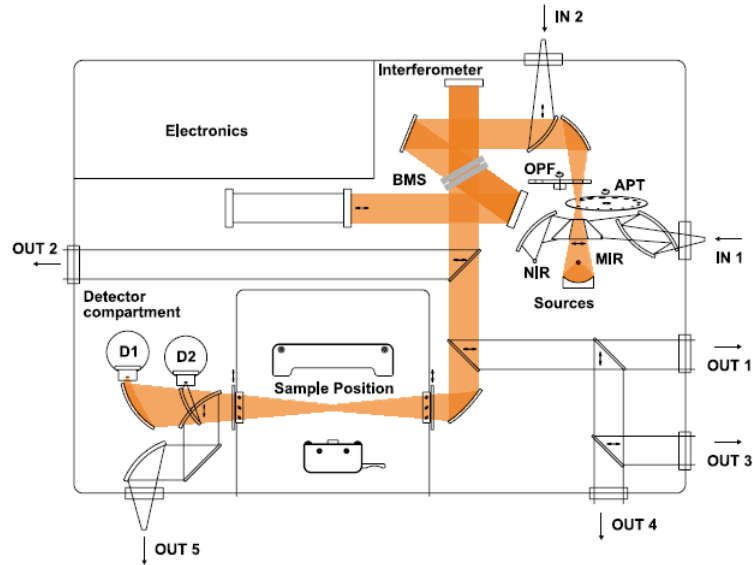 IN 2
Interferometer
Electronics
OPF
BMS
APT
OUT 2
NIR
MIR
IN 1
Sources
Detector
compartment
D1
D2
OUT 1
Sample Position
OUT 3
OUT 4
OUT 5